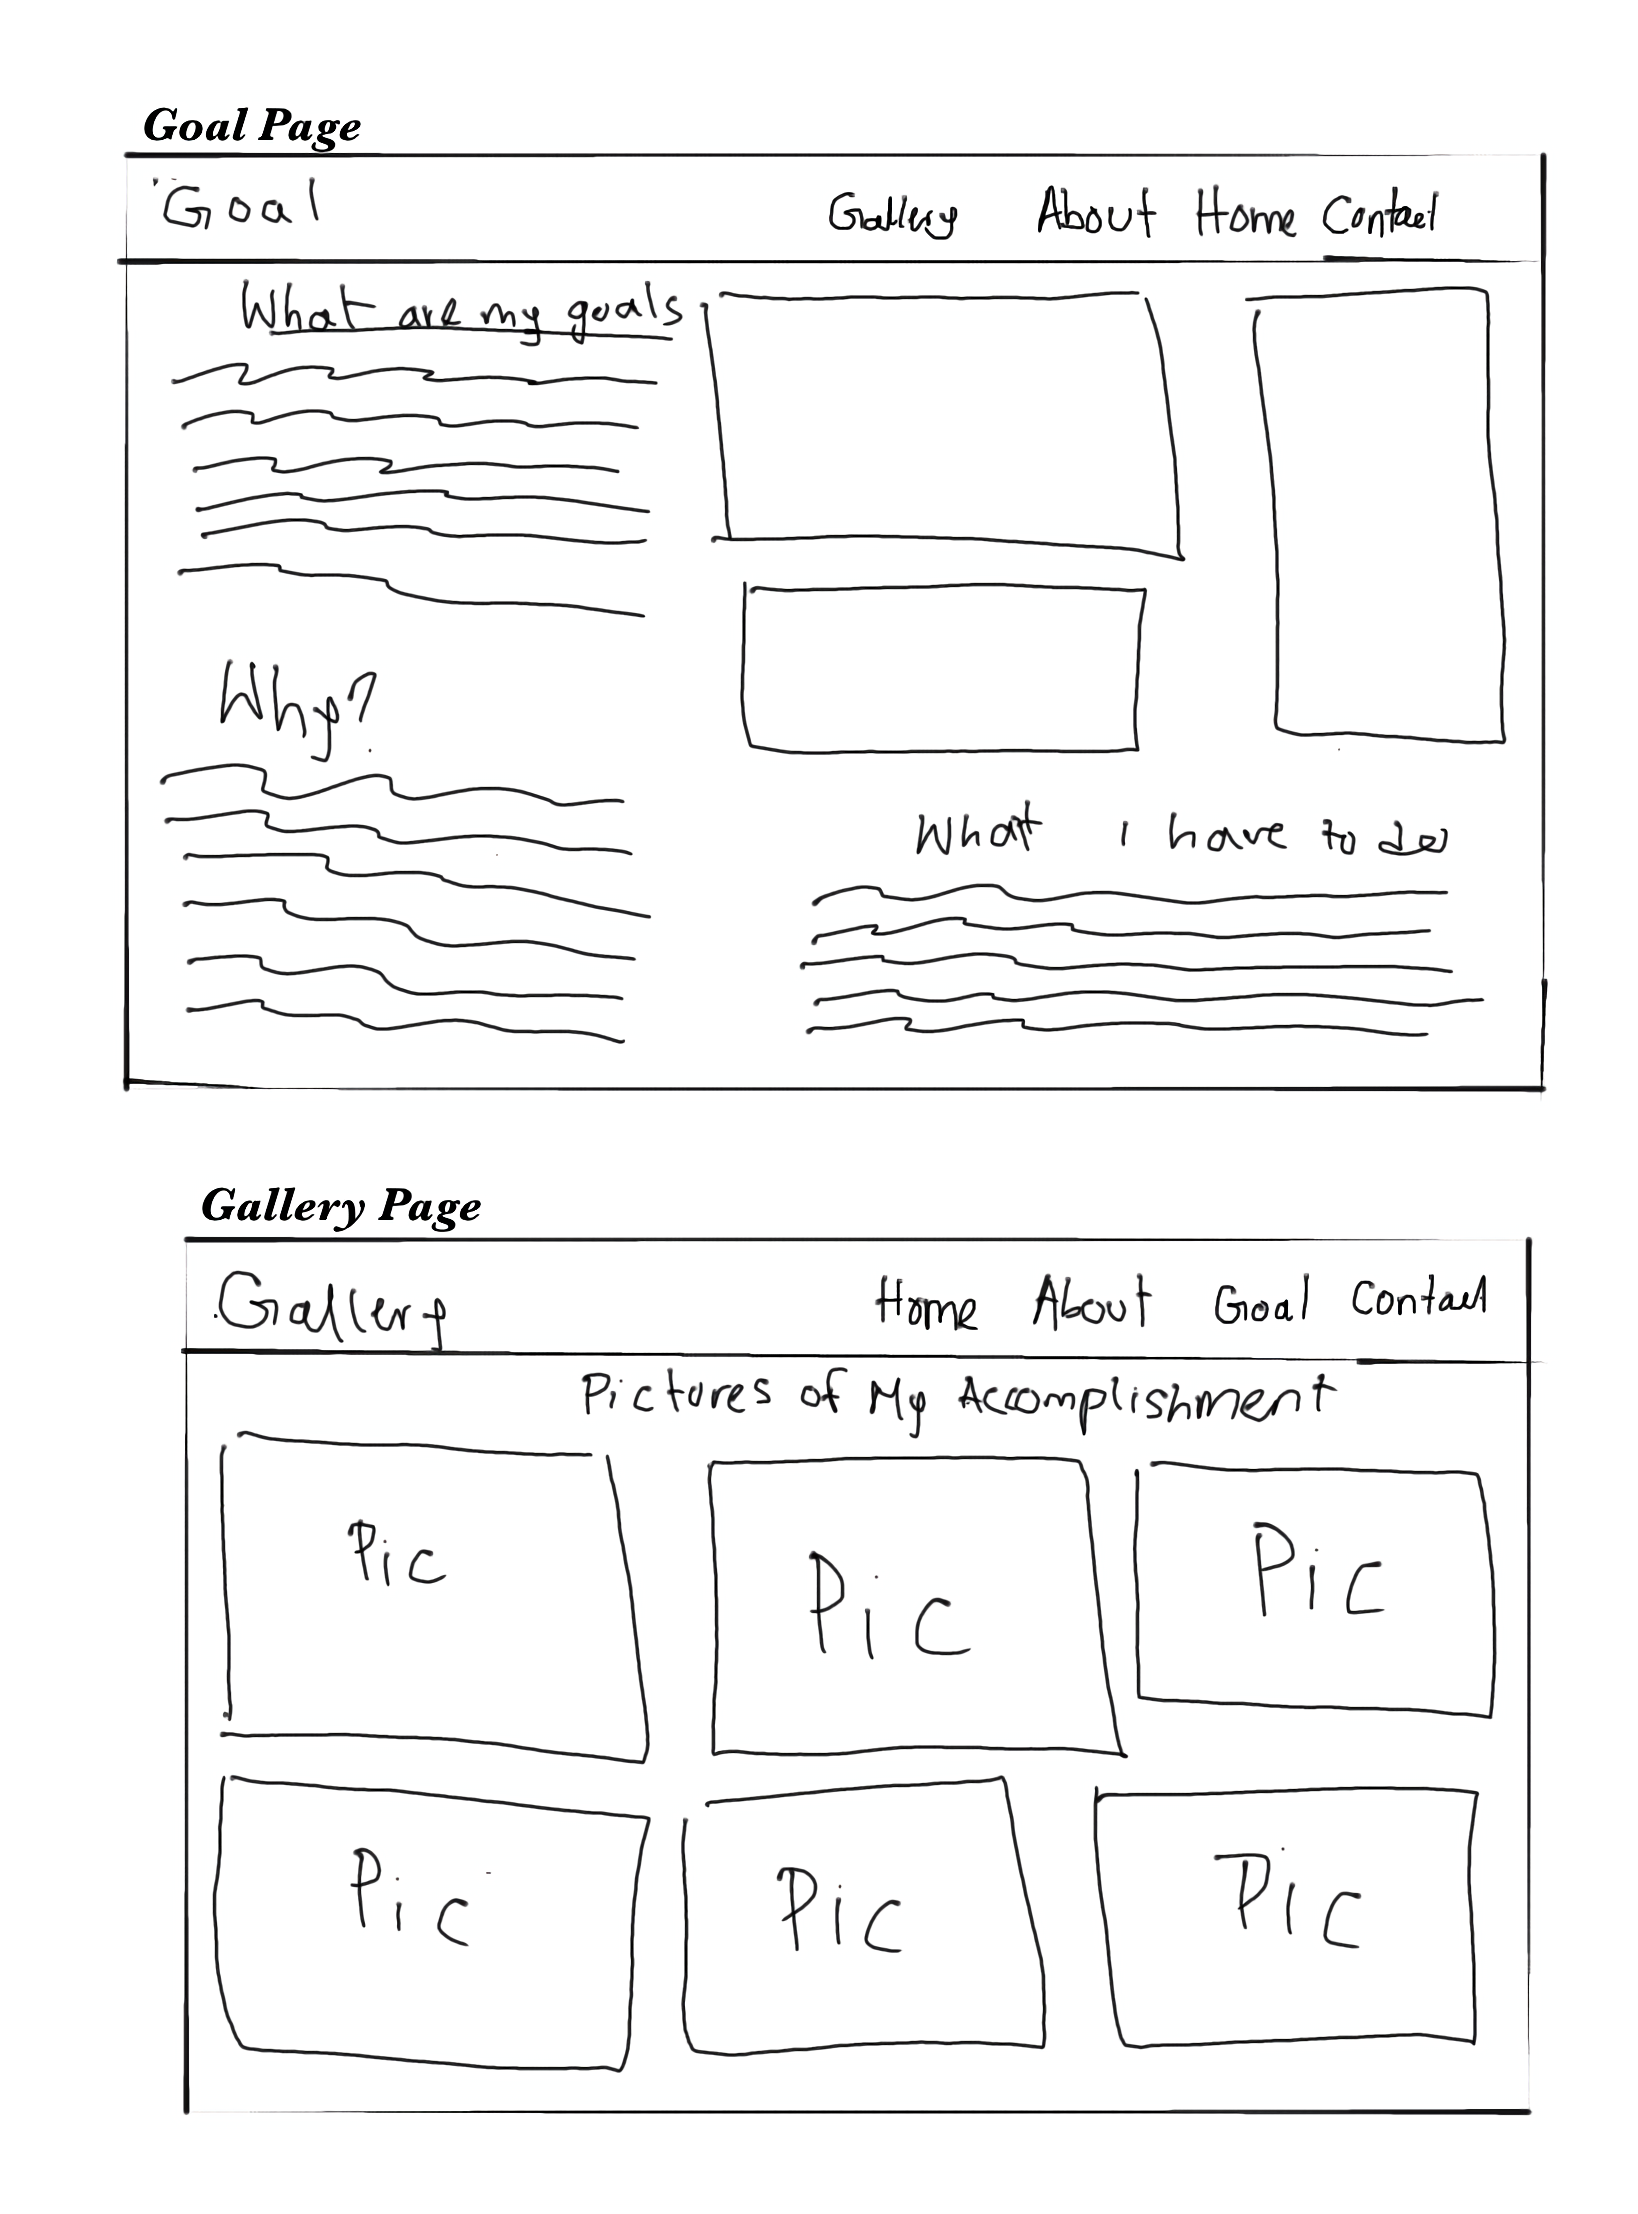 Goal Page
Goal Gallery About Home Contact
What are my goals
Why?
What i have to do
Gallery Page
Gallery Home About Goal Contact
Pictures of My Accomplishment
Pic Pic Pic
Pic Pic Pic